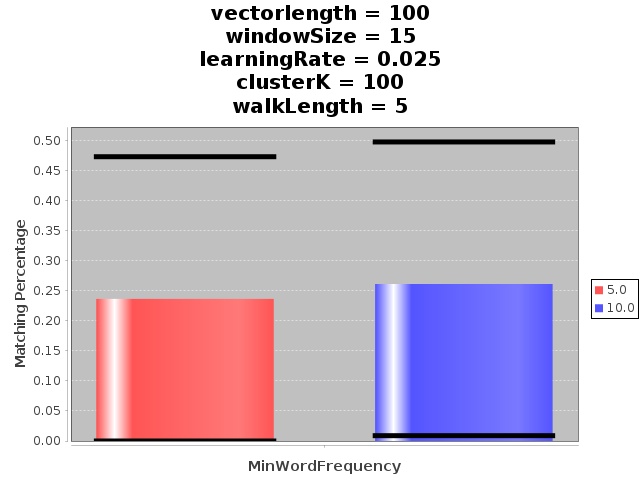 vectorlength = 100
windowSize = 15
learningRate = 0.025
clusterK = 100
walkLength = 5
0.50
0.45
0.40
0.35
0.30
0.25
0.20
0.15
0.10
0.05
0.00
Matching Percentage
MinWordFrequency
5.0
10.0